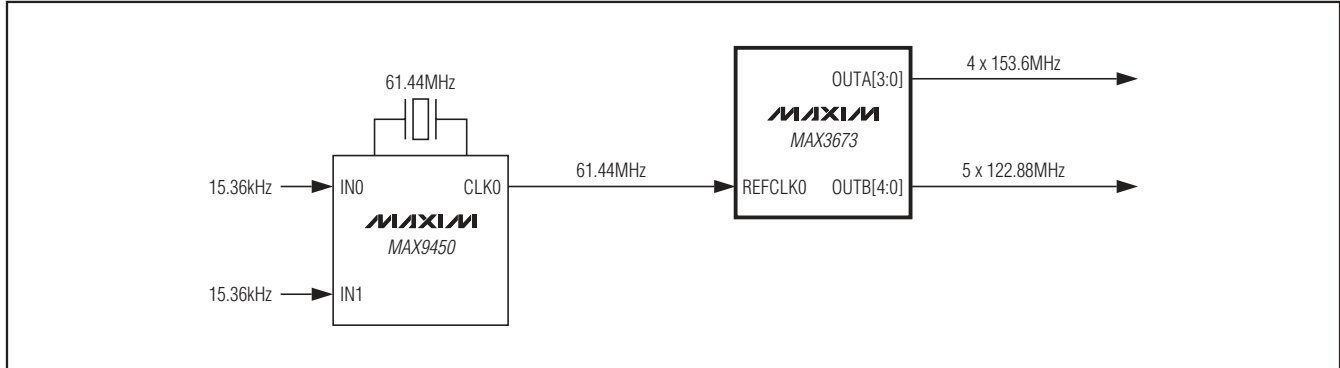 61.44MHz
15.36kHz
IN0
CLK0
MAXIM
MAX9450
15.36kHz
IN1
61.44MHz
OUTA[3:0]
MAXIM
MAX3673
REFCLK0
OUTB[4:0]
4 x 153.6MHz
5 x 122.88MHz